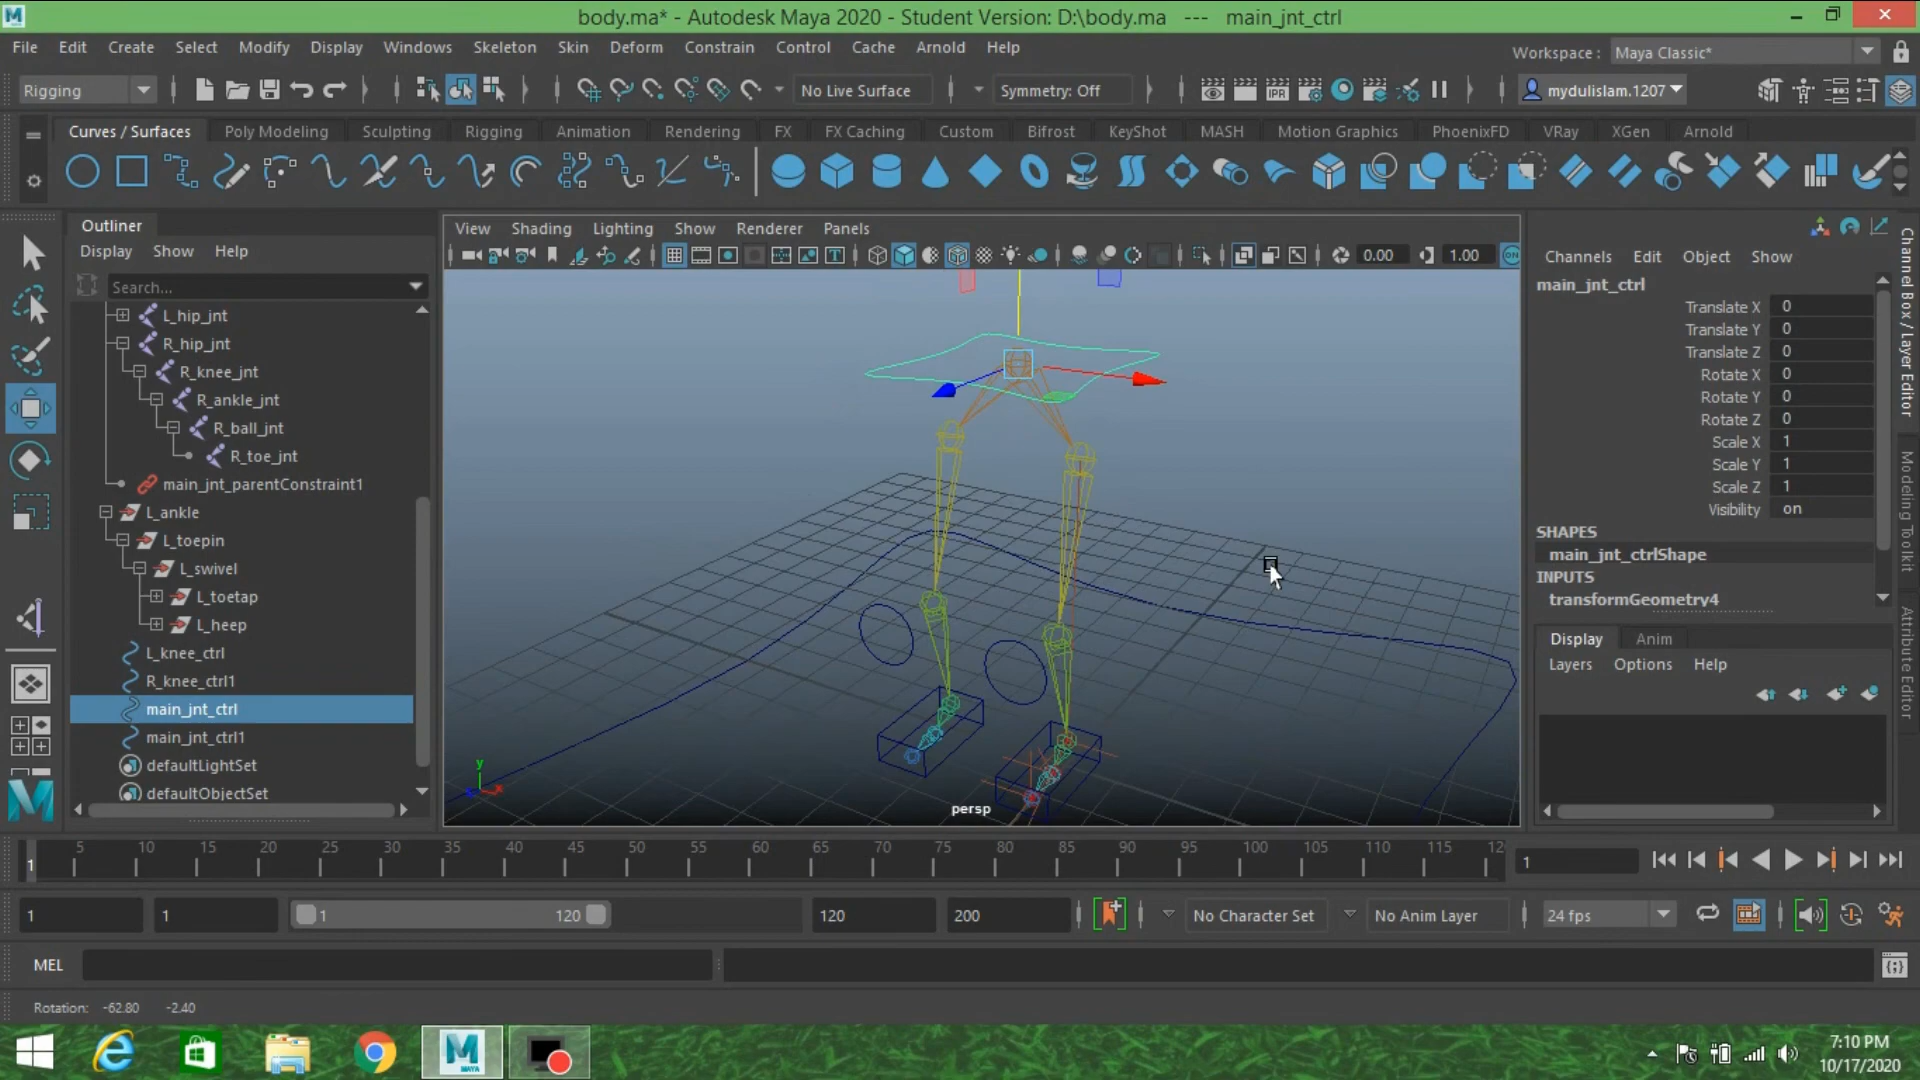 body.ma* - Autodesk Maya 2020 - Student Version: D:\body.ma --- main_jnt_ctrl
File Edit Create Select Modify Display Windows Skeleton Skin Deform Constrain Control Cache Arnold Help
Workspace : Maya Classic*
Rigging No Live Surface Symmetry: Off IPR mydulislam.1207
Curves / Surfaces Poly Modeling Sculpting Rigging Animation Rendering FX FX Caching Custom Bifrost KeyShot MASH Motion Graphics PhoenixFD VRay XGen Arnold
Outliner
Display Show Help
Search...
L_hip_jnt
R_hip_jnt
R_knee_jnt
R_ankle_jnt
R_ball_jnt
R_toe_jnt
main_jnt_parentConstraint1
L_ankle
L_toepin
L_swivel
L_toetap
L_heep
L_knee_ctrl
R_knee_ctrl1
main_jnt_ctrl
main_jnt_ctrl1
defaultLightSet
defaultObjectSet
View Shading Lighting Show Renderer Panels
0.00 1.00 ON
y
persp
Channels Edit Object Show
main_jnt_ctrl
Translate X 0
Translate Y 0
Translate Z 0
Rotate X 0
Rotate Y 0
Rotate Z 0
Scale X 1
Scale Y 1
Scale Z 1
Visibility on
SHAPES
main_jnt_ctrlShape
INPUTS
transformGeometry4
Display Anim
Layers Options Help
Channel Box / Layer Editor
Modeling Toolkit
Attribute Editor
1 5 10 15 20 25 30 35 40 45 50 55 60 65 70 75 80 85 90 95 100 105 110 115 12
1
1 1 1 120 120 200 No Character Set No Anim Layer 24 fps
MEL
Rotation: -62.80 -2.40
MAYA
7:10 PM
10/17/2020